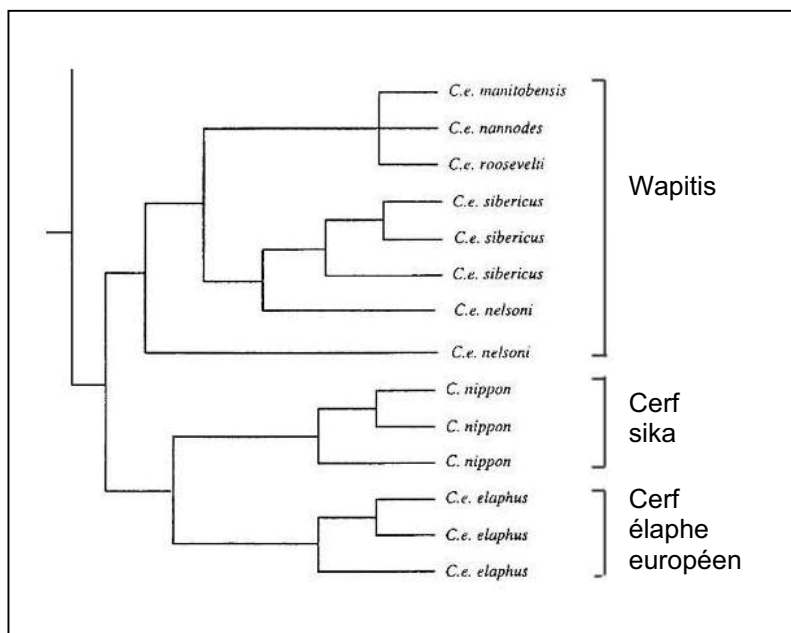 C.e. manitobensis
C.e. nannodes
C.e. roosevelti
C.e. sibericus
C.e. sibericus
C.e. sibericus
C.e. nelsoni
C.e. nelsoni
Wapitis
C. nippon
C. nippon
C. nippon
Cerf
sika
C.e. elaphus
C.e. elaphus
C.e. elaphus
Cerf
élaphe
européen